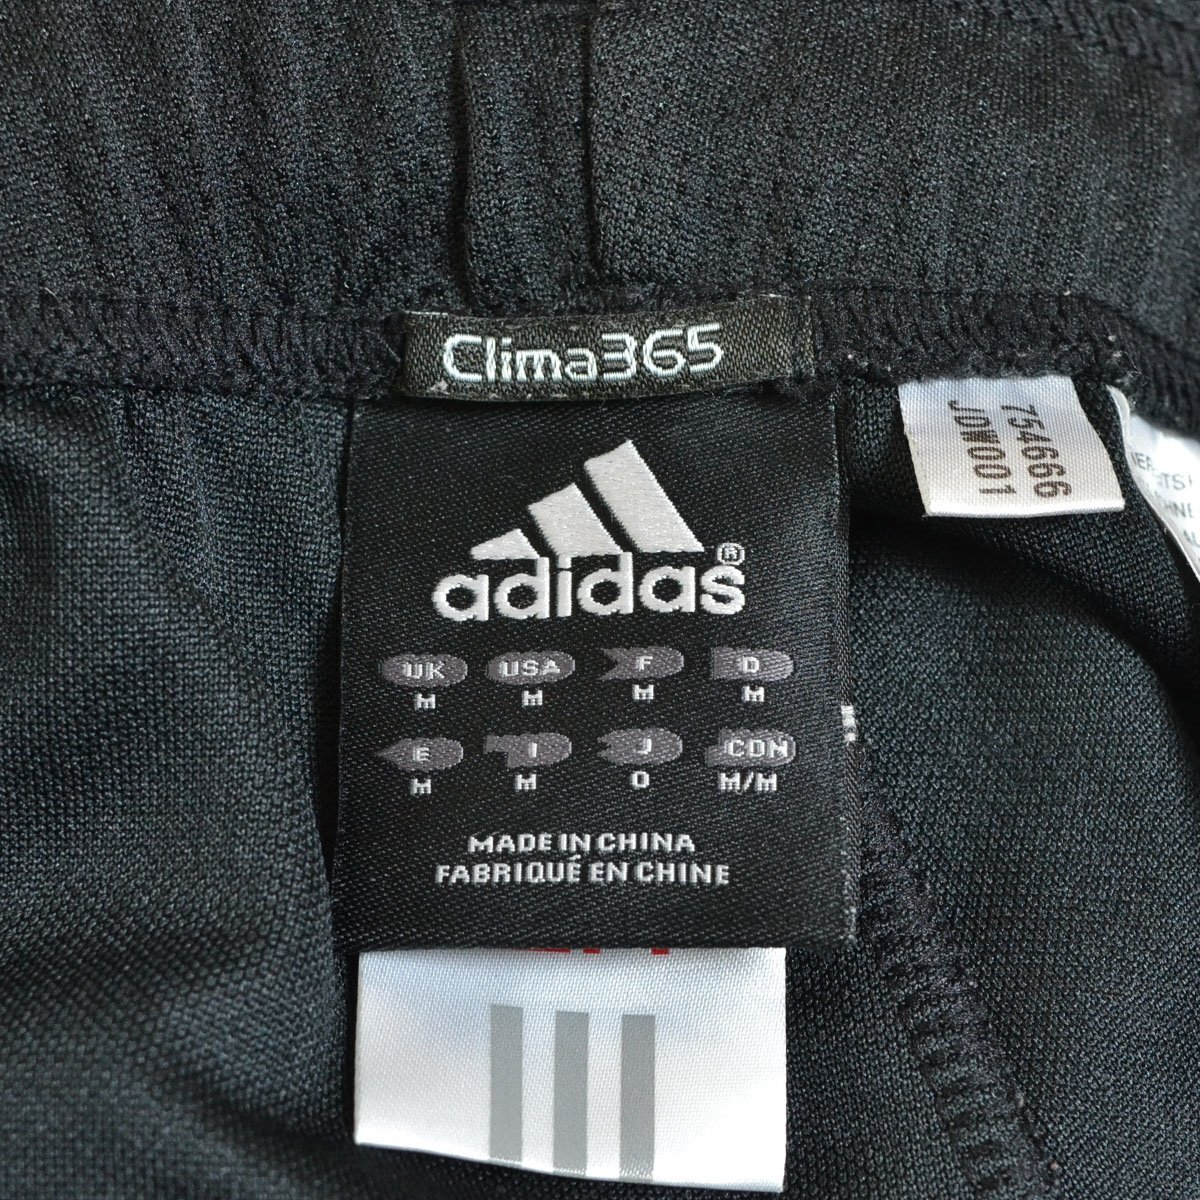 Clima365
adidas®
UK USA F D
M M M M
E I J CDN
M M O M/M
MADE IN CHINA
FABRIQUÉ EN CHINE
754666
JDW001